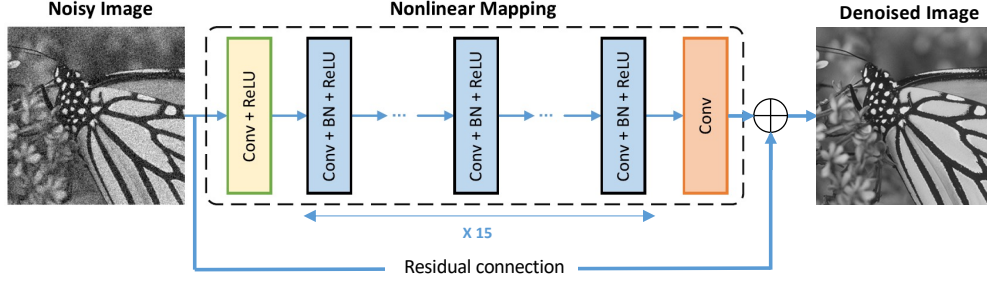 Noisy Image
Nonlinear Mapping
Denoised Image
Conv + ReLU
Conv + BN + ReLU
...
Conv + BN + ReLU
...
Conv + BN + ReLU
Conv
X 15
Residual connection